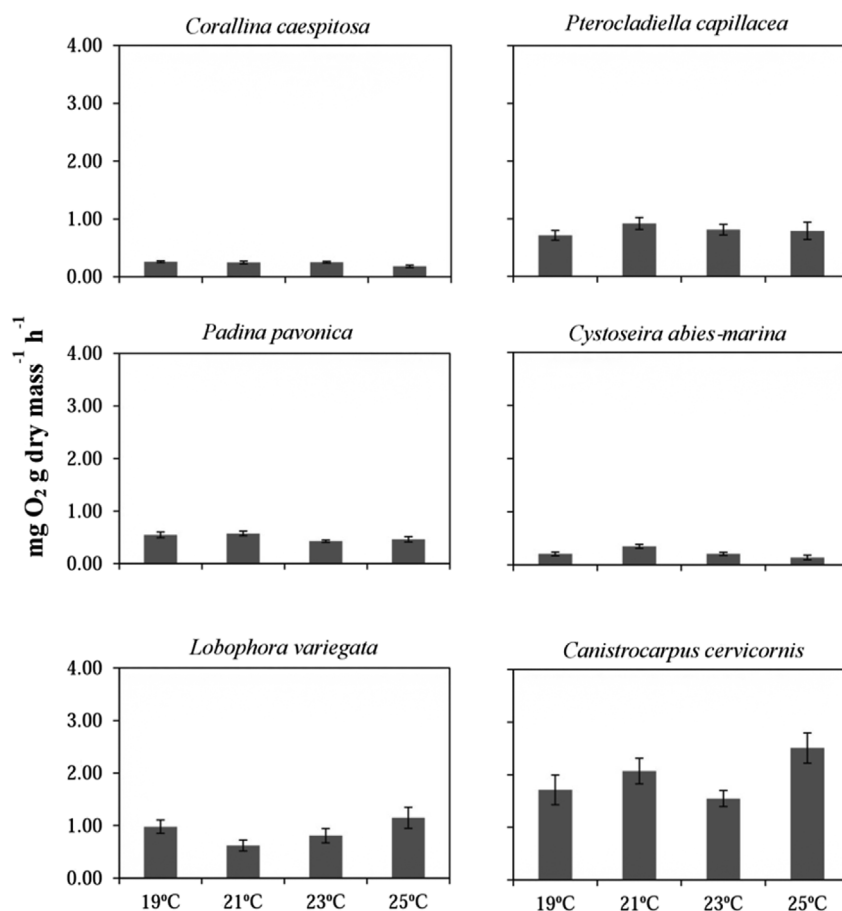 Corallina caespitosa
Pterocladiella capillacea
4.00
3.00
2.00
1.00
0.00
Padina pavonica
Cystoseira abies-marina
4.00
3.00
2.00
1.00
0.00
mg O₂ g dry mass⁻¹ h⁻¹
Lobophora variegata
Canistrocarpus cervicornis
4.00
3.00
2.00
1.00
0.00
19ºC 21ºC 23ºC 25ºC
19ºC 21ºC 23ºC 25ºC